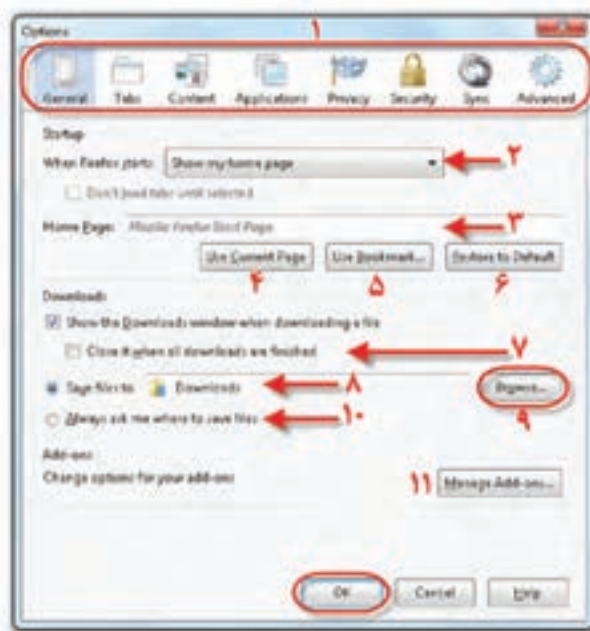 ۱
Options
General Tabs Content Applications Privacy Security Sync Advanced
Startup
When Firefox starts: Show my home page ۲
Don't load tabs until selected
Home Page: Mozilla Firefox Start Page ۳
Use Current Page Use Bookmark... Restore to Default
۴ ۵ ۶
Downloads
Show the Downloads window when downloading a file
Close it when all downloads are finished ۷
Save files to Downloads ۸ Browse...
Always ask me where to save files ۱۰ ۹
Add-ons
Change options for your add-ons ۱۱ Manage Add-ons...
OK Cancel Help